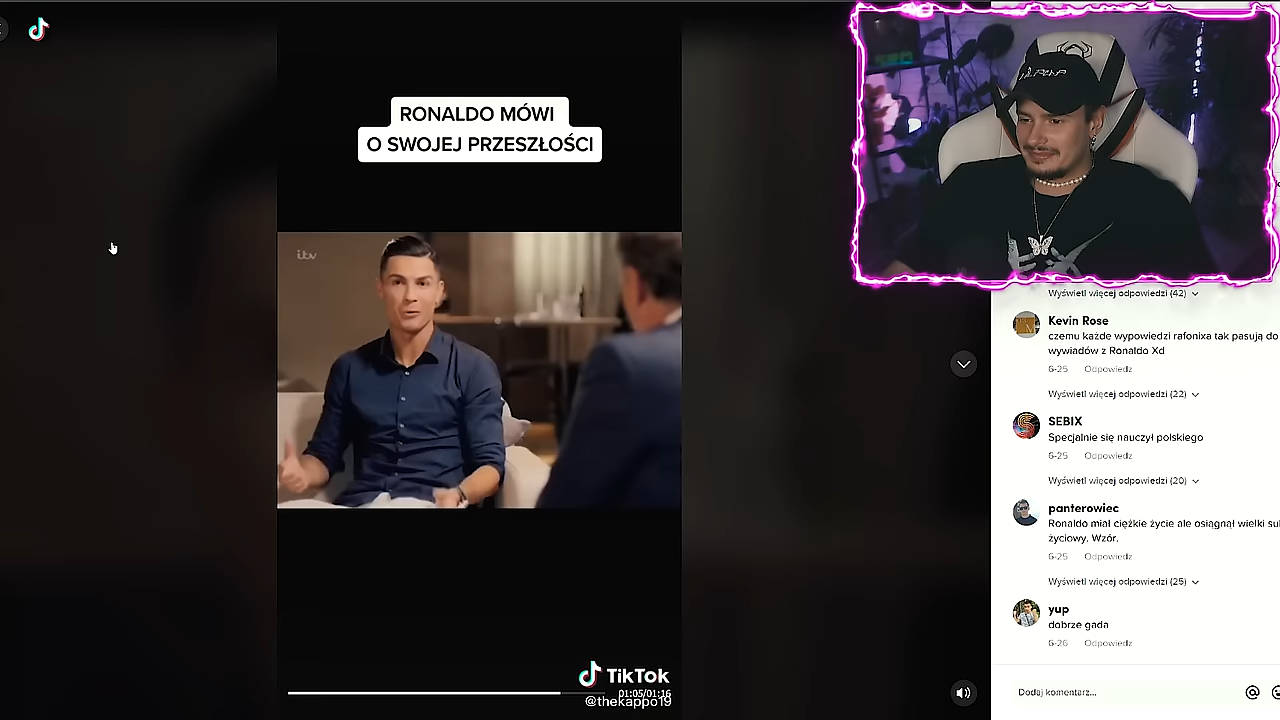 RONALDO MÓWI
O SWOJEJ PRZESZŁOŚCI
itv
TikTok
01:05/01:16
@thekappo19
Wyświetl więcej odpowiedzi (42)
Kevin Rose
czemu każde wypowiedzi rafonixa tak pasują do
wywiadów z Ronaldo Xd
6-25 Odpowiedz
Wyświetl więcej odpowiedzi (22)
SEBIX
Specjalnie się nauczył polskiego
6-25 Odpowiedz
Wyświetl więcej odpowiedzi (20)
panterowiec
Ronaldo miał ciężkie życie ale osiągnął wielki
życiowy. Wzór.
6-25 Odpowiedz
Wyświetl więcej odpowiedzi (25)
yup
dobrze gada
6-26 Odpowiedz
Dodaj komentarz...